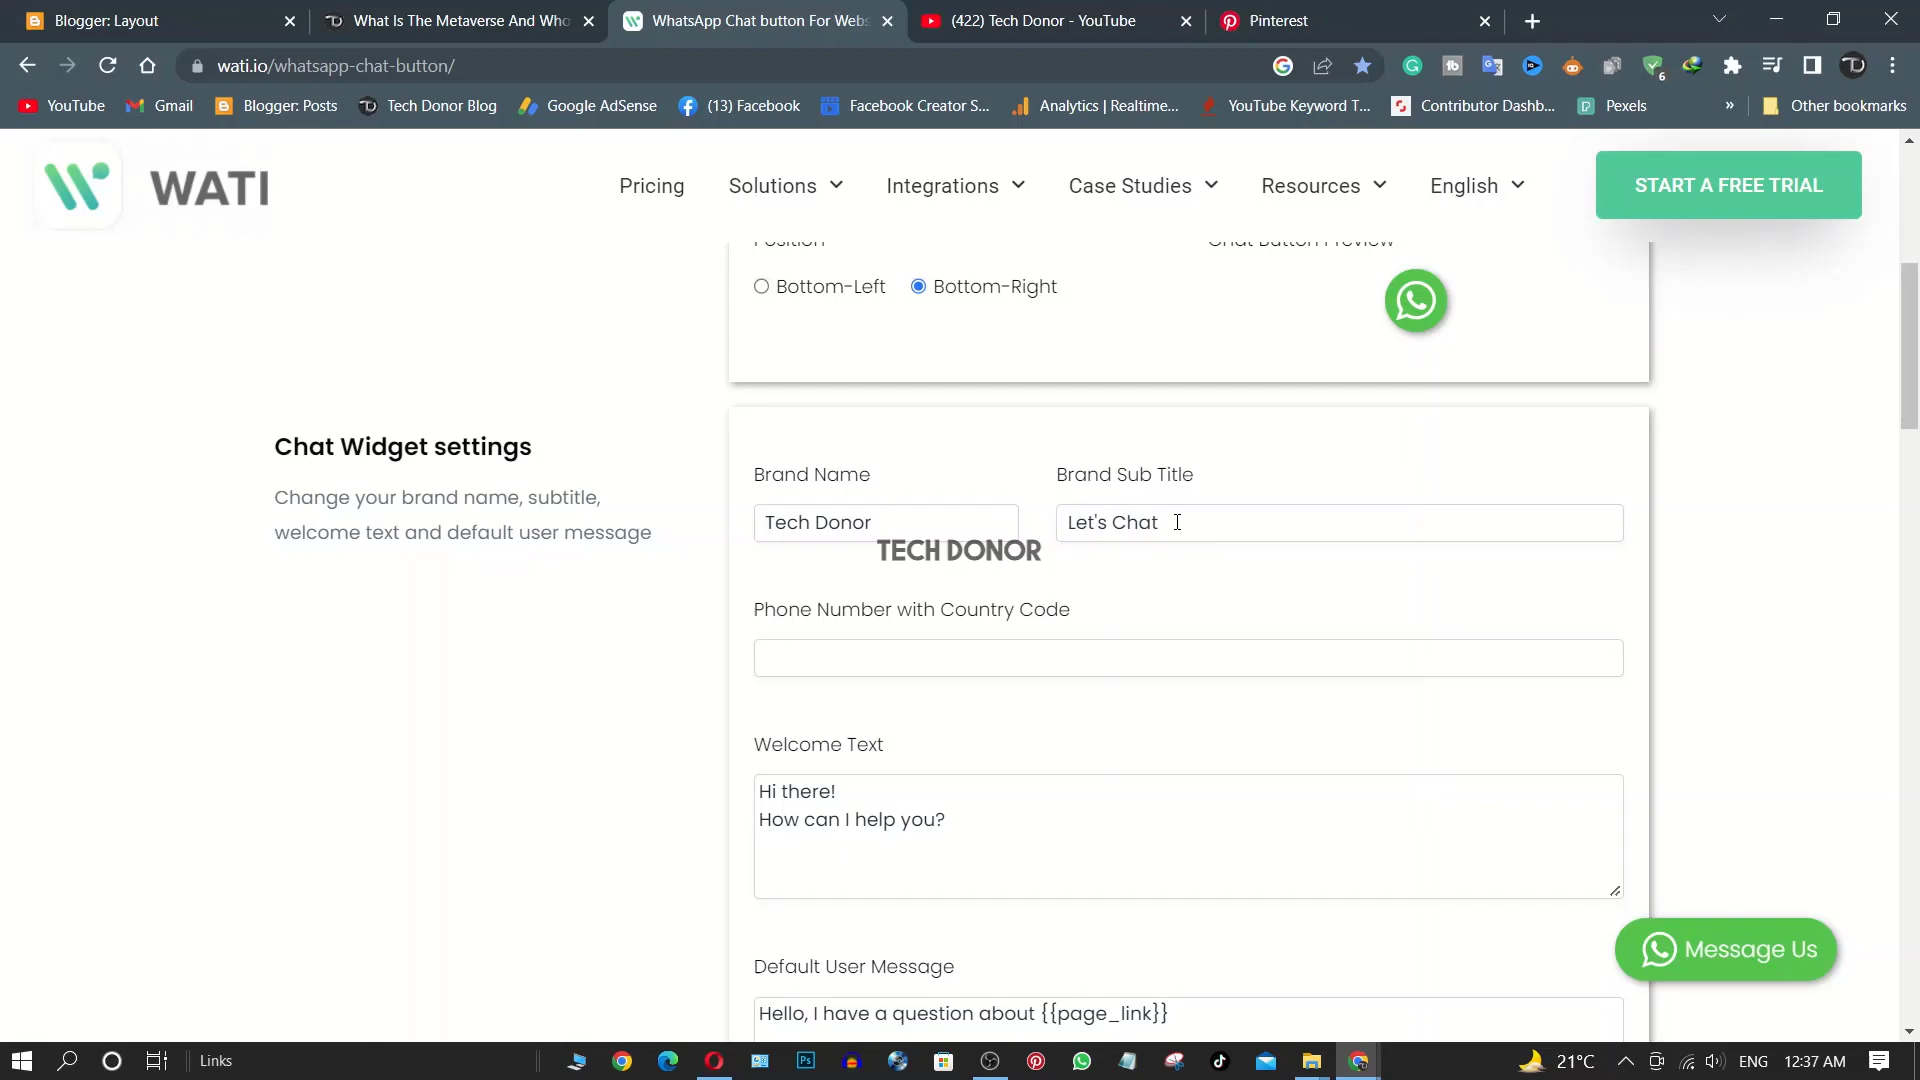 Blogger: Layout
What Is The Metaverse And Who
WhatsApp Chat button For Webs
(422) Tech Donor - YouTube
Pinterest
wati.io/whatsapp-chat-button/
6
YouTube
Gmail
Blogger: Posts
Tech Donor Blog
Google AdSense
(13) Facebook
Facebook Creator S...
Analytics | Realtime...
YouTube Keyword T...
Contributor Dashb...
Pexels
»
Other bookmarks
WATI
Pricing
Solutions
Integrations
Case Studies
Resources
English
START A FREE TRIAL
Position
Chat Button Preview
Bottom-Left
Bottom-Right
Chat Widget settings
Change your brand name, subtitle,
welcome text and default user message
Brand Name
Brand Sub Title
Tech Donor
Let's Chat
TECH DONOR
Phone Number with Country Code
Welcome Text
Hi there!
How can I help you?
Message Us
Default User Message
Hello, I have a question about {{page_link}}
Links
21°C
ENG
12:37 AM